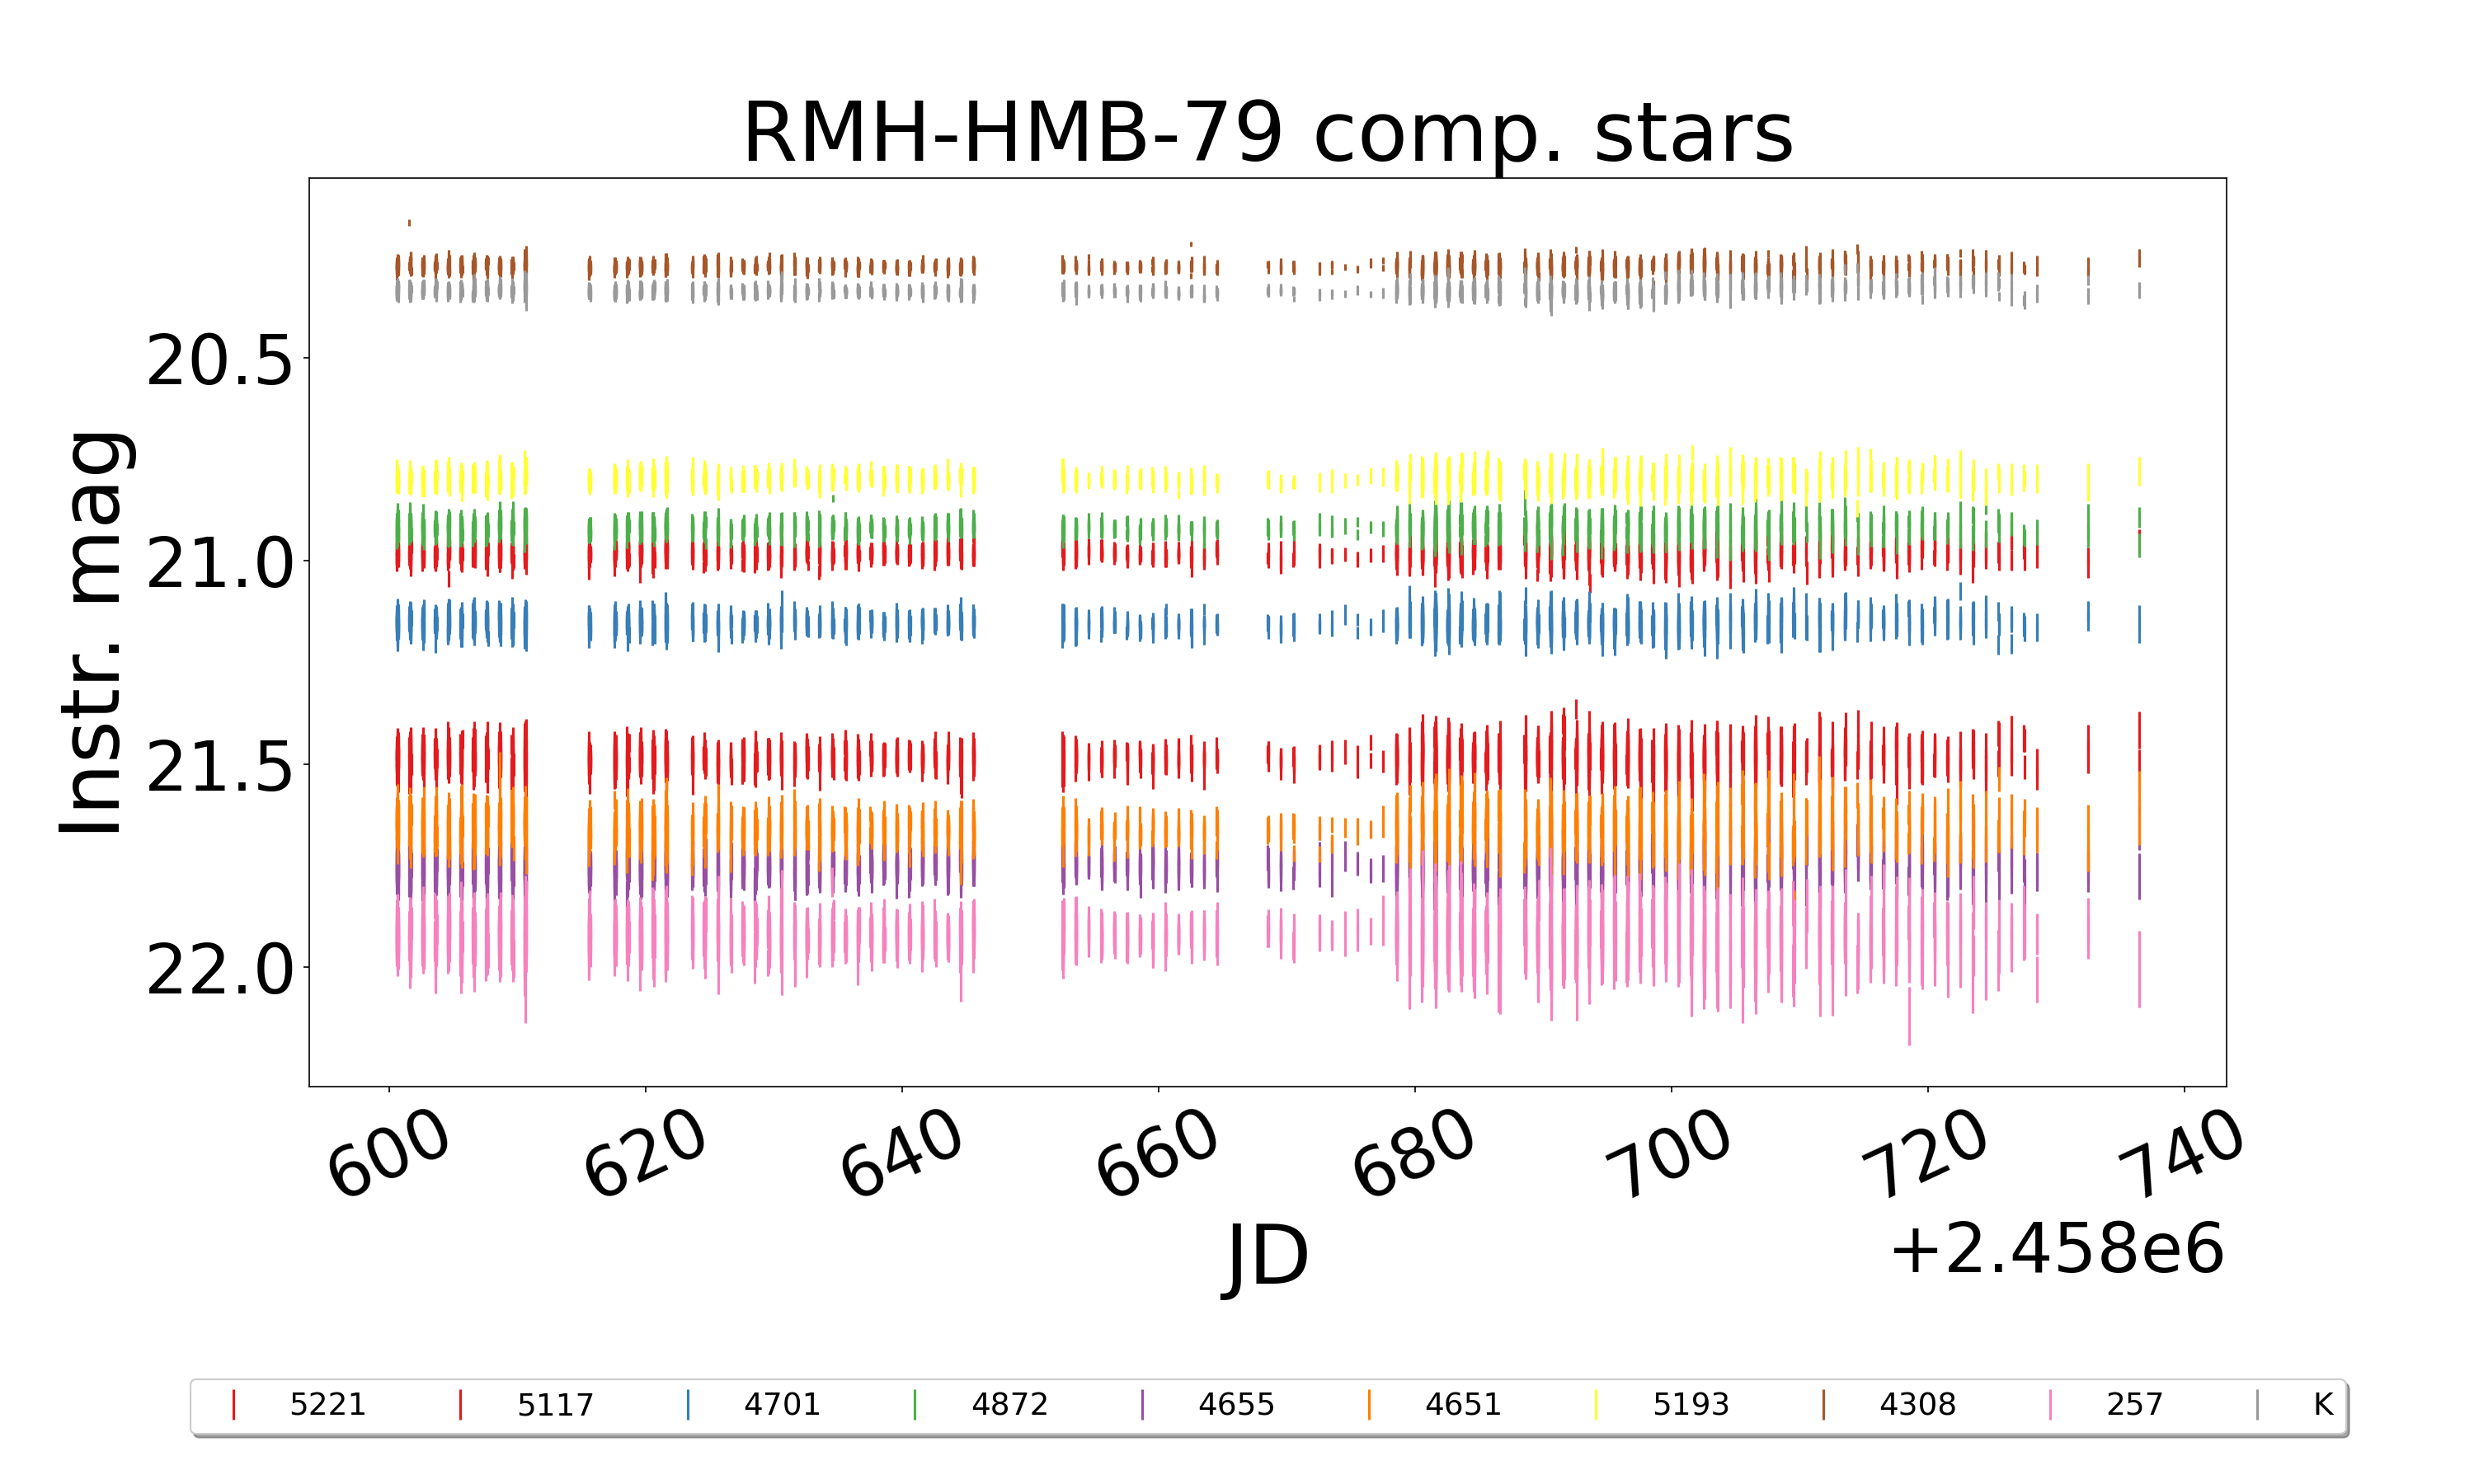 RMH-HMB-79 comp. stars
Instr. mag
20.5
21.0
21.5
22.0
600 620 640 660 680 700 720 740
JD
+2.458e6
5221 5117 4701 4872 4655 4651 5193 4308 257 K